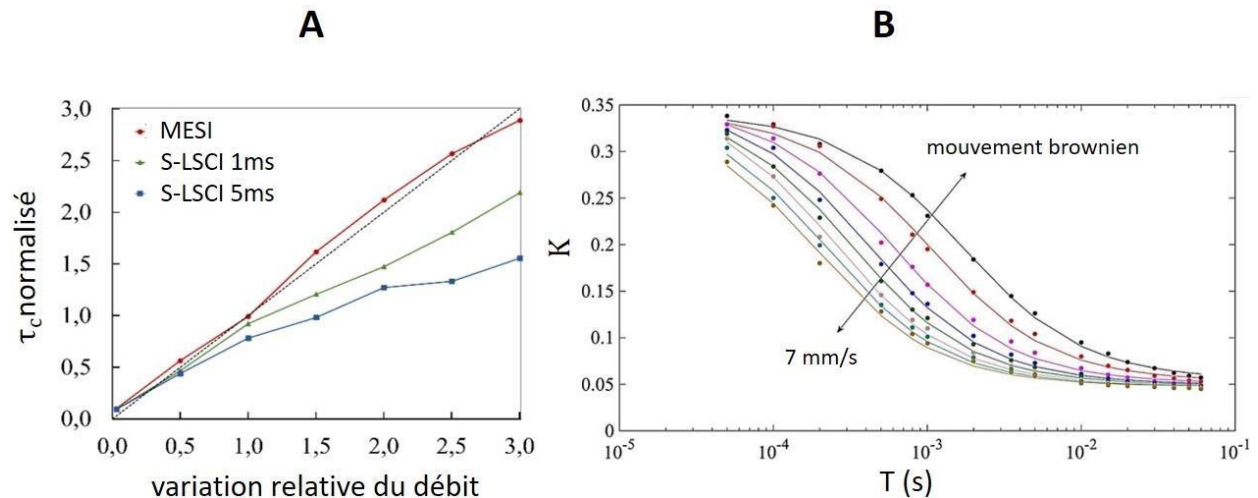 A
B
3,0
2,5
2,0
1,5
1,0
0,5
0,0
MESI
S-LSCI 1ms
S-LSCI 5ms
τcnormalisé
0,0 0,5 1,0 1,5 2,0 2,5 3,0
variation relative du débit
0.35
0.3
0.25
0.2
0.15
0.1
0.05
0
K
mouvement brownien
7 mm/s
10-5 10-4 10-3 10-2 10-1
T (s)